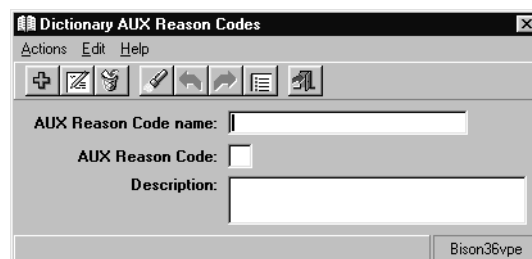 Dictionary AUX Reason Codes
Actions Edit Help
AUX Reason Code name:
AUX Reason Code:
Description:
Bison36vpe